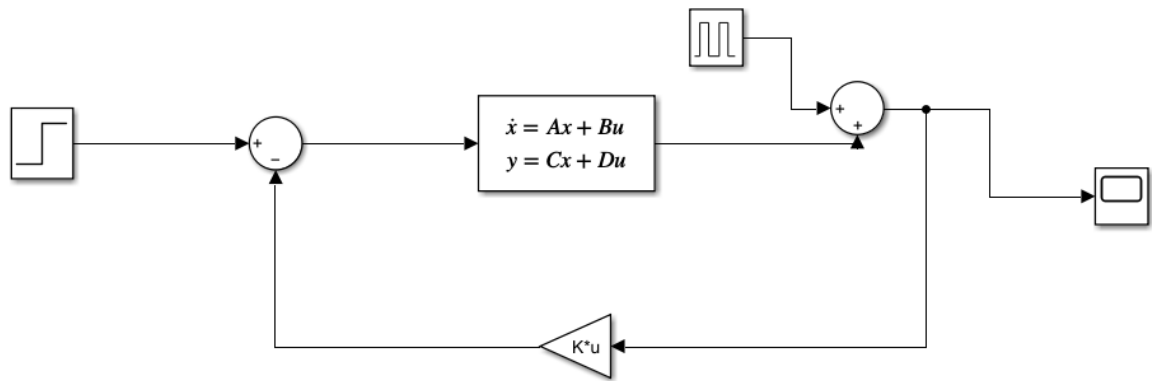 +
+
+
−
ẋ = Ax + Bu
y = Cx + Du
K*u